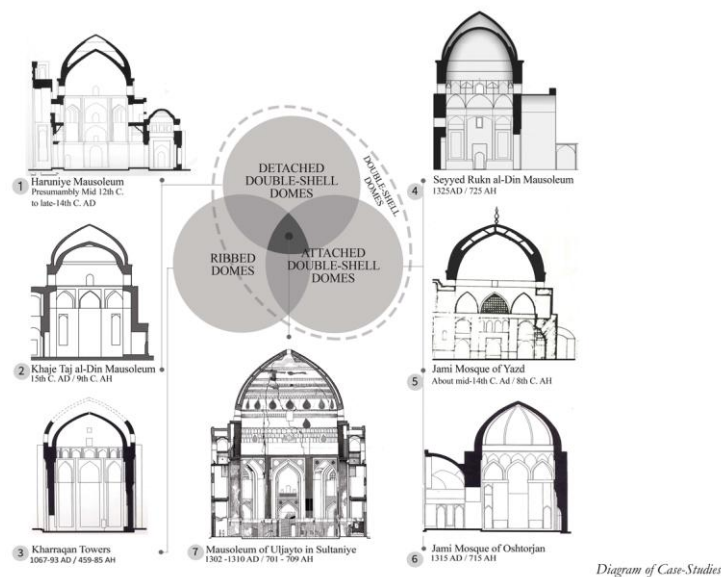 1 Haruniye Mausoleum
Presumambly Mid 12th C.
to late-14th C. AD
2 Khaje Taj al-Din Mausoleum
15th C. AD / 9th C. AH
3 Kharraqan Towers
1067-93 AD / 459-85 AH
DETACHED
DOUBLE-SHELL
DOMES
DOUBLE-SHELL
DOMES
RIBBED
DOMES
ATTACHED
DOUBLE-SHELL
DOMES
7 Mausoleum of Uljayto in Sultaniye
1302 -1310 AD / 701 - 709 AH
4 Seyyed Rukn al-Din Mausoleum
1325AD / 725 AH
Jami Mosque of Yazd
5 About mid-14th C. Ad / 8th C. AH
Jami Mosque of Oshtorjan
6 1315 AD / 715 AH
Diagram of Case-Studies